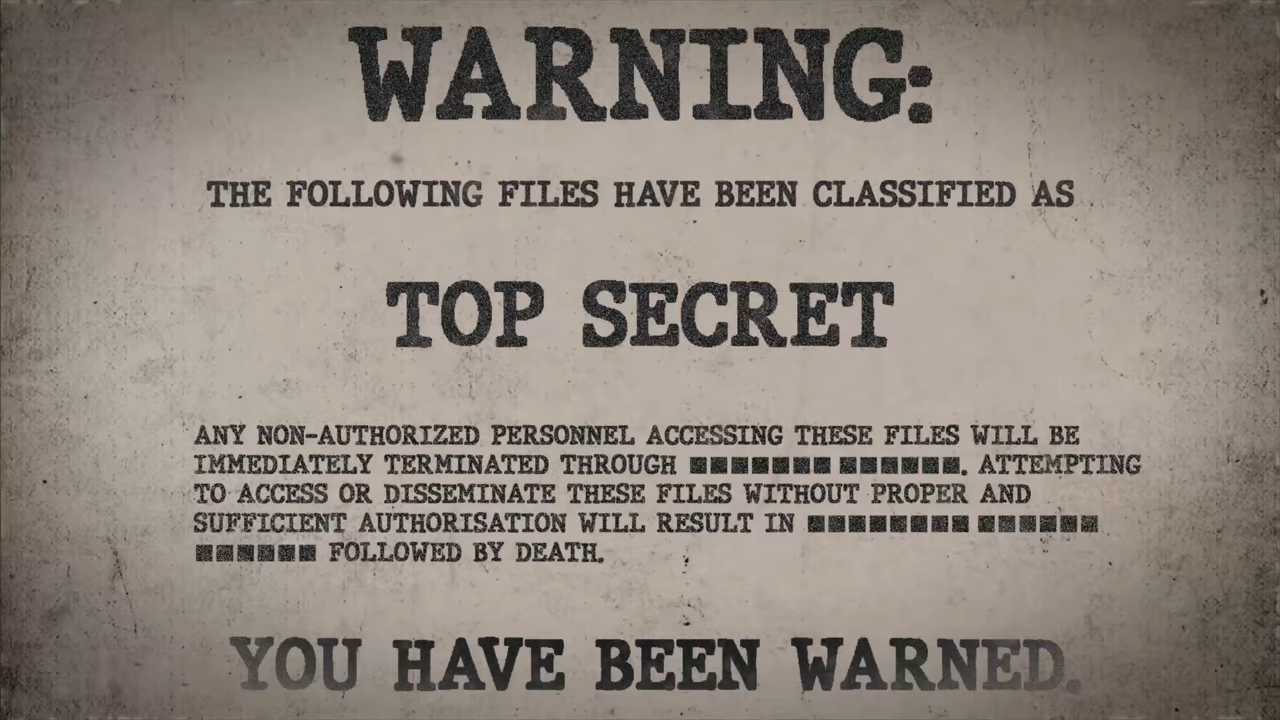 WARNING:
THE FOLLOWING FILES HAVE BEEN CLASSIFIED AS
TOP SECRET
ANY NON-AUTHORIZED PERSONNEL ACCESSING THESE FILES WILL BE
IMMEDIATELY TERMINATED THROUGH ■■■■■■■ ■■■■■■. ATTEMPTING
TO ACCESS OR DISSEMINATE THESE FILES WITHOUT PROPER AND
SUFFICIENT AUTHORISATION WILL RESULT IN ■■■■■■■■ ■■■■■■
■■■■■■ FOLLOWED BY DEATH.
YOU HAVE BEEN WARNED.